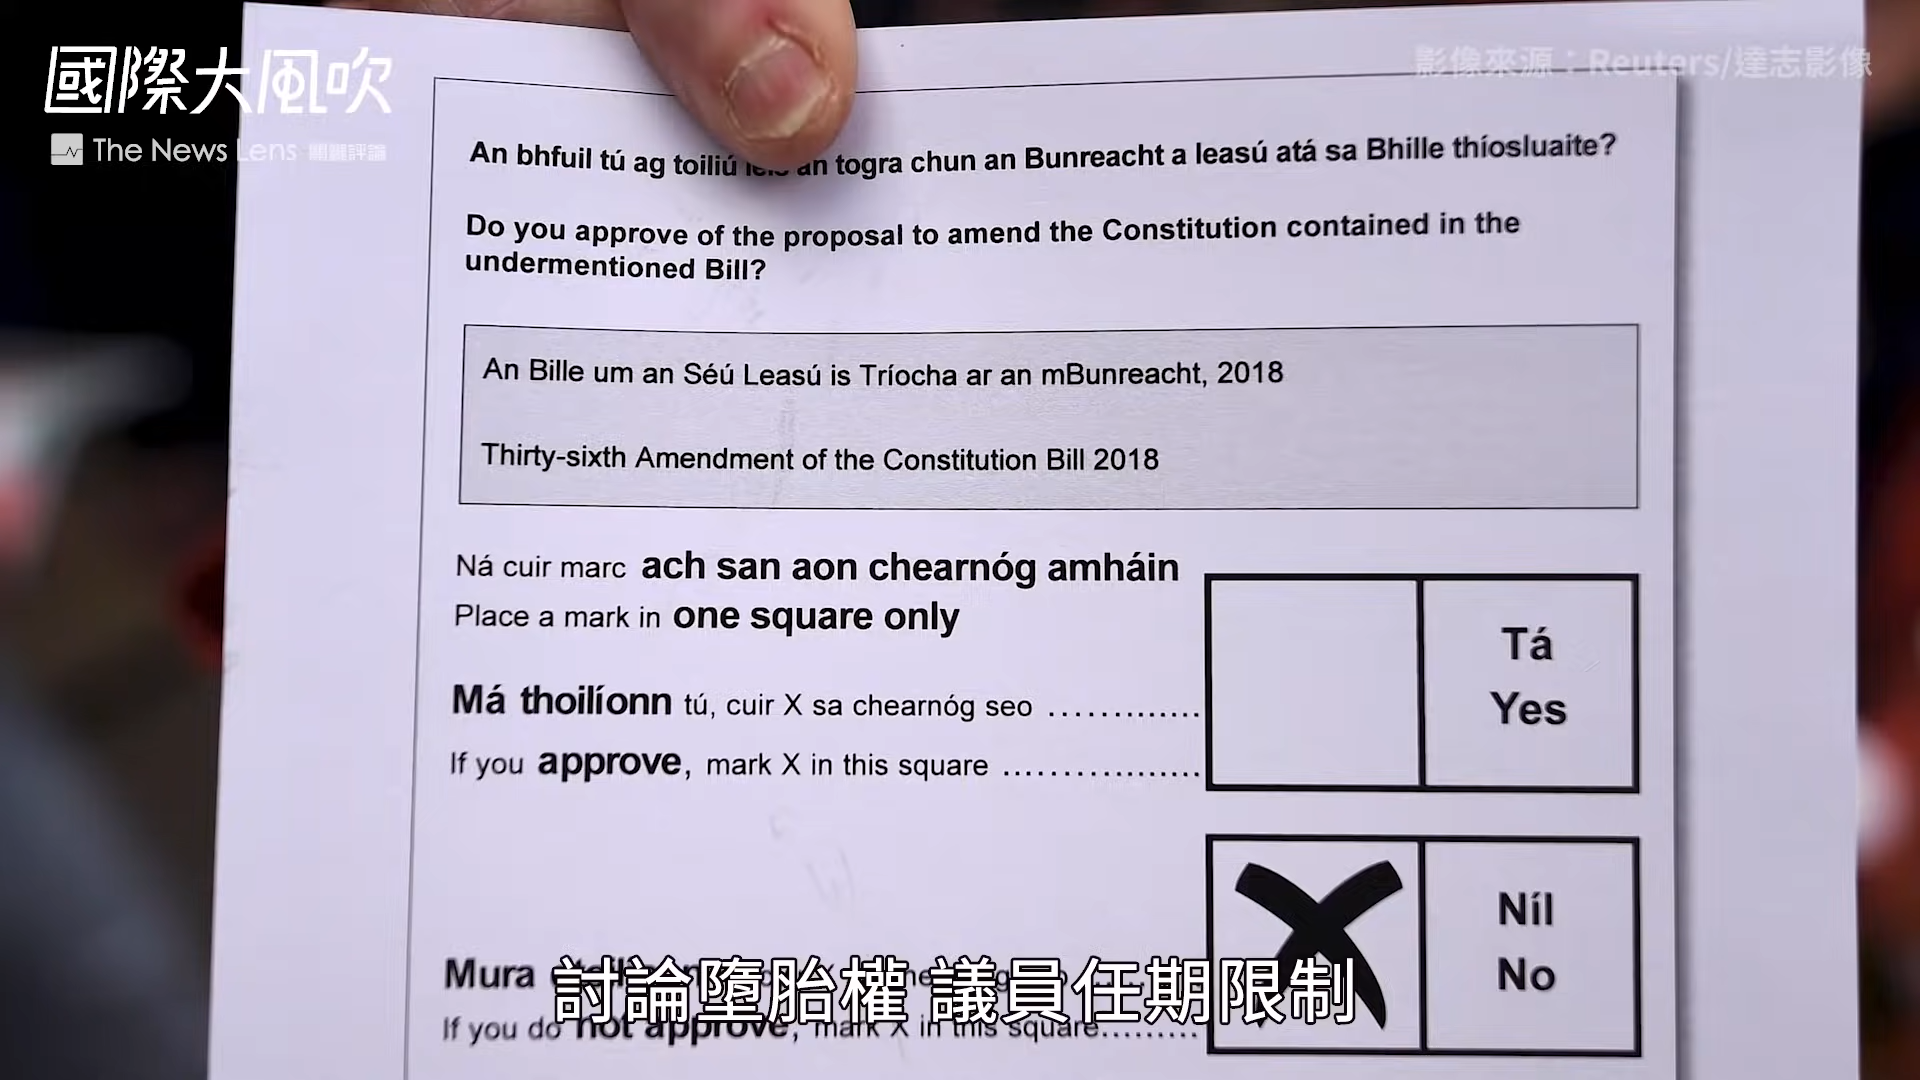 國際大風吹
The News Lens 關鍵評論
影像來源：Reuters/達志影像
An bhfuil tú ag toiliú leis an togra chun an Bunreacht a leasú atá sa Bhille thíosluaite?
Do you approve of the proposal to amend the Constitution contained in the
undermentioned Bill?
An Bille um an Séú Leasú is Tríocha ar an mBunreacht, 2018
Thirty-sixth Amendment of the Constitution Bill 2018
Ná cuir marc ach san aon chearnóg amháin
Place a mark in one square only
Má thoilíonn tú, cuir X sa chearnóg seo ..............
If you approve, mark X in this square ..................
Tá
Yes
Mura
If you do not approve, mark X in this square..........
Níl
No
討論墮胎權 議員任期限制